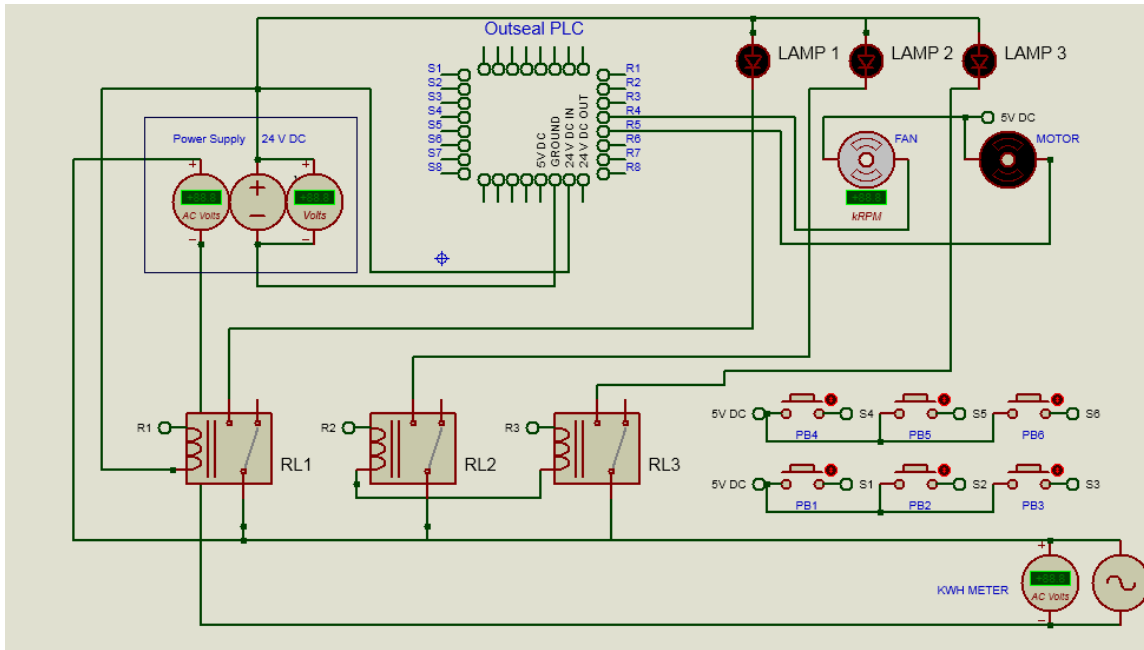 Outseal PLC
LAMP 1
LAMP 2
LAMP 3
S1
S2
S3
S4
S5
S6
S7
S8
R1
R2
R3
R4
R5
R6
R7
R8
5V DC
GROUND
24 V DC IN
24 V DC OUT
5V DC
FAN
MOTOR
kRPM
Power Supply 24 V DC
+
AC Volts
−
+
−
+
Volts
−
R1
RL1
R2
RL2
R3
RL3
5V DC
S4
S5
S6
PB4
PB5
PB6
5V DC
S1
S2
S3
PB1
PB2
PB3
KWH METER
+
AC Volts
−